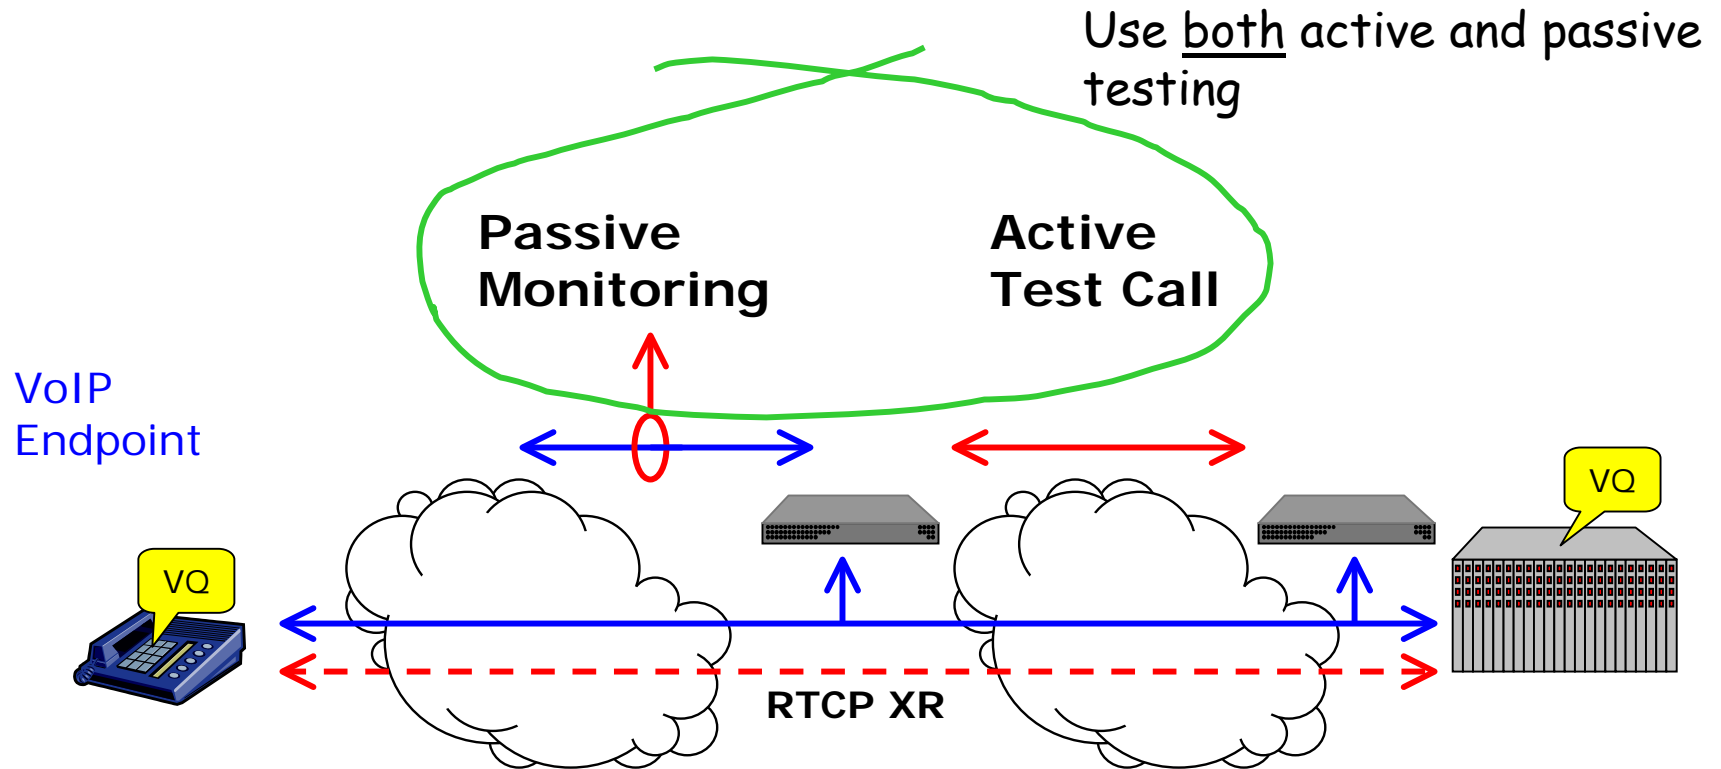 Use both active and passive
testing
Passive
Monitoring
Active
Test Call
VoIP
Endpoint
VQ
VQ
RTCP XR